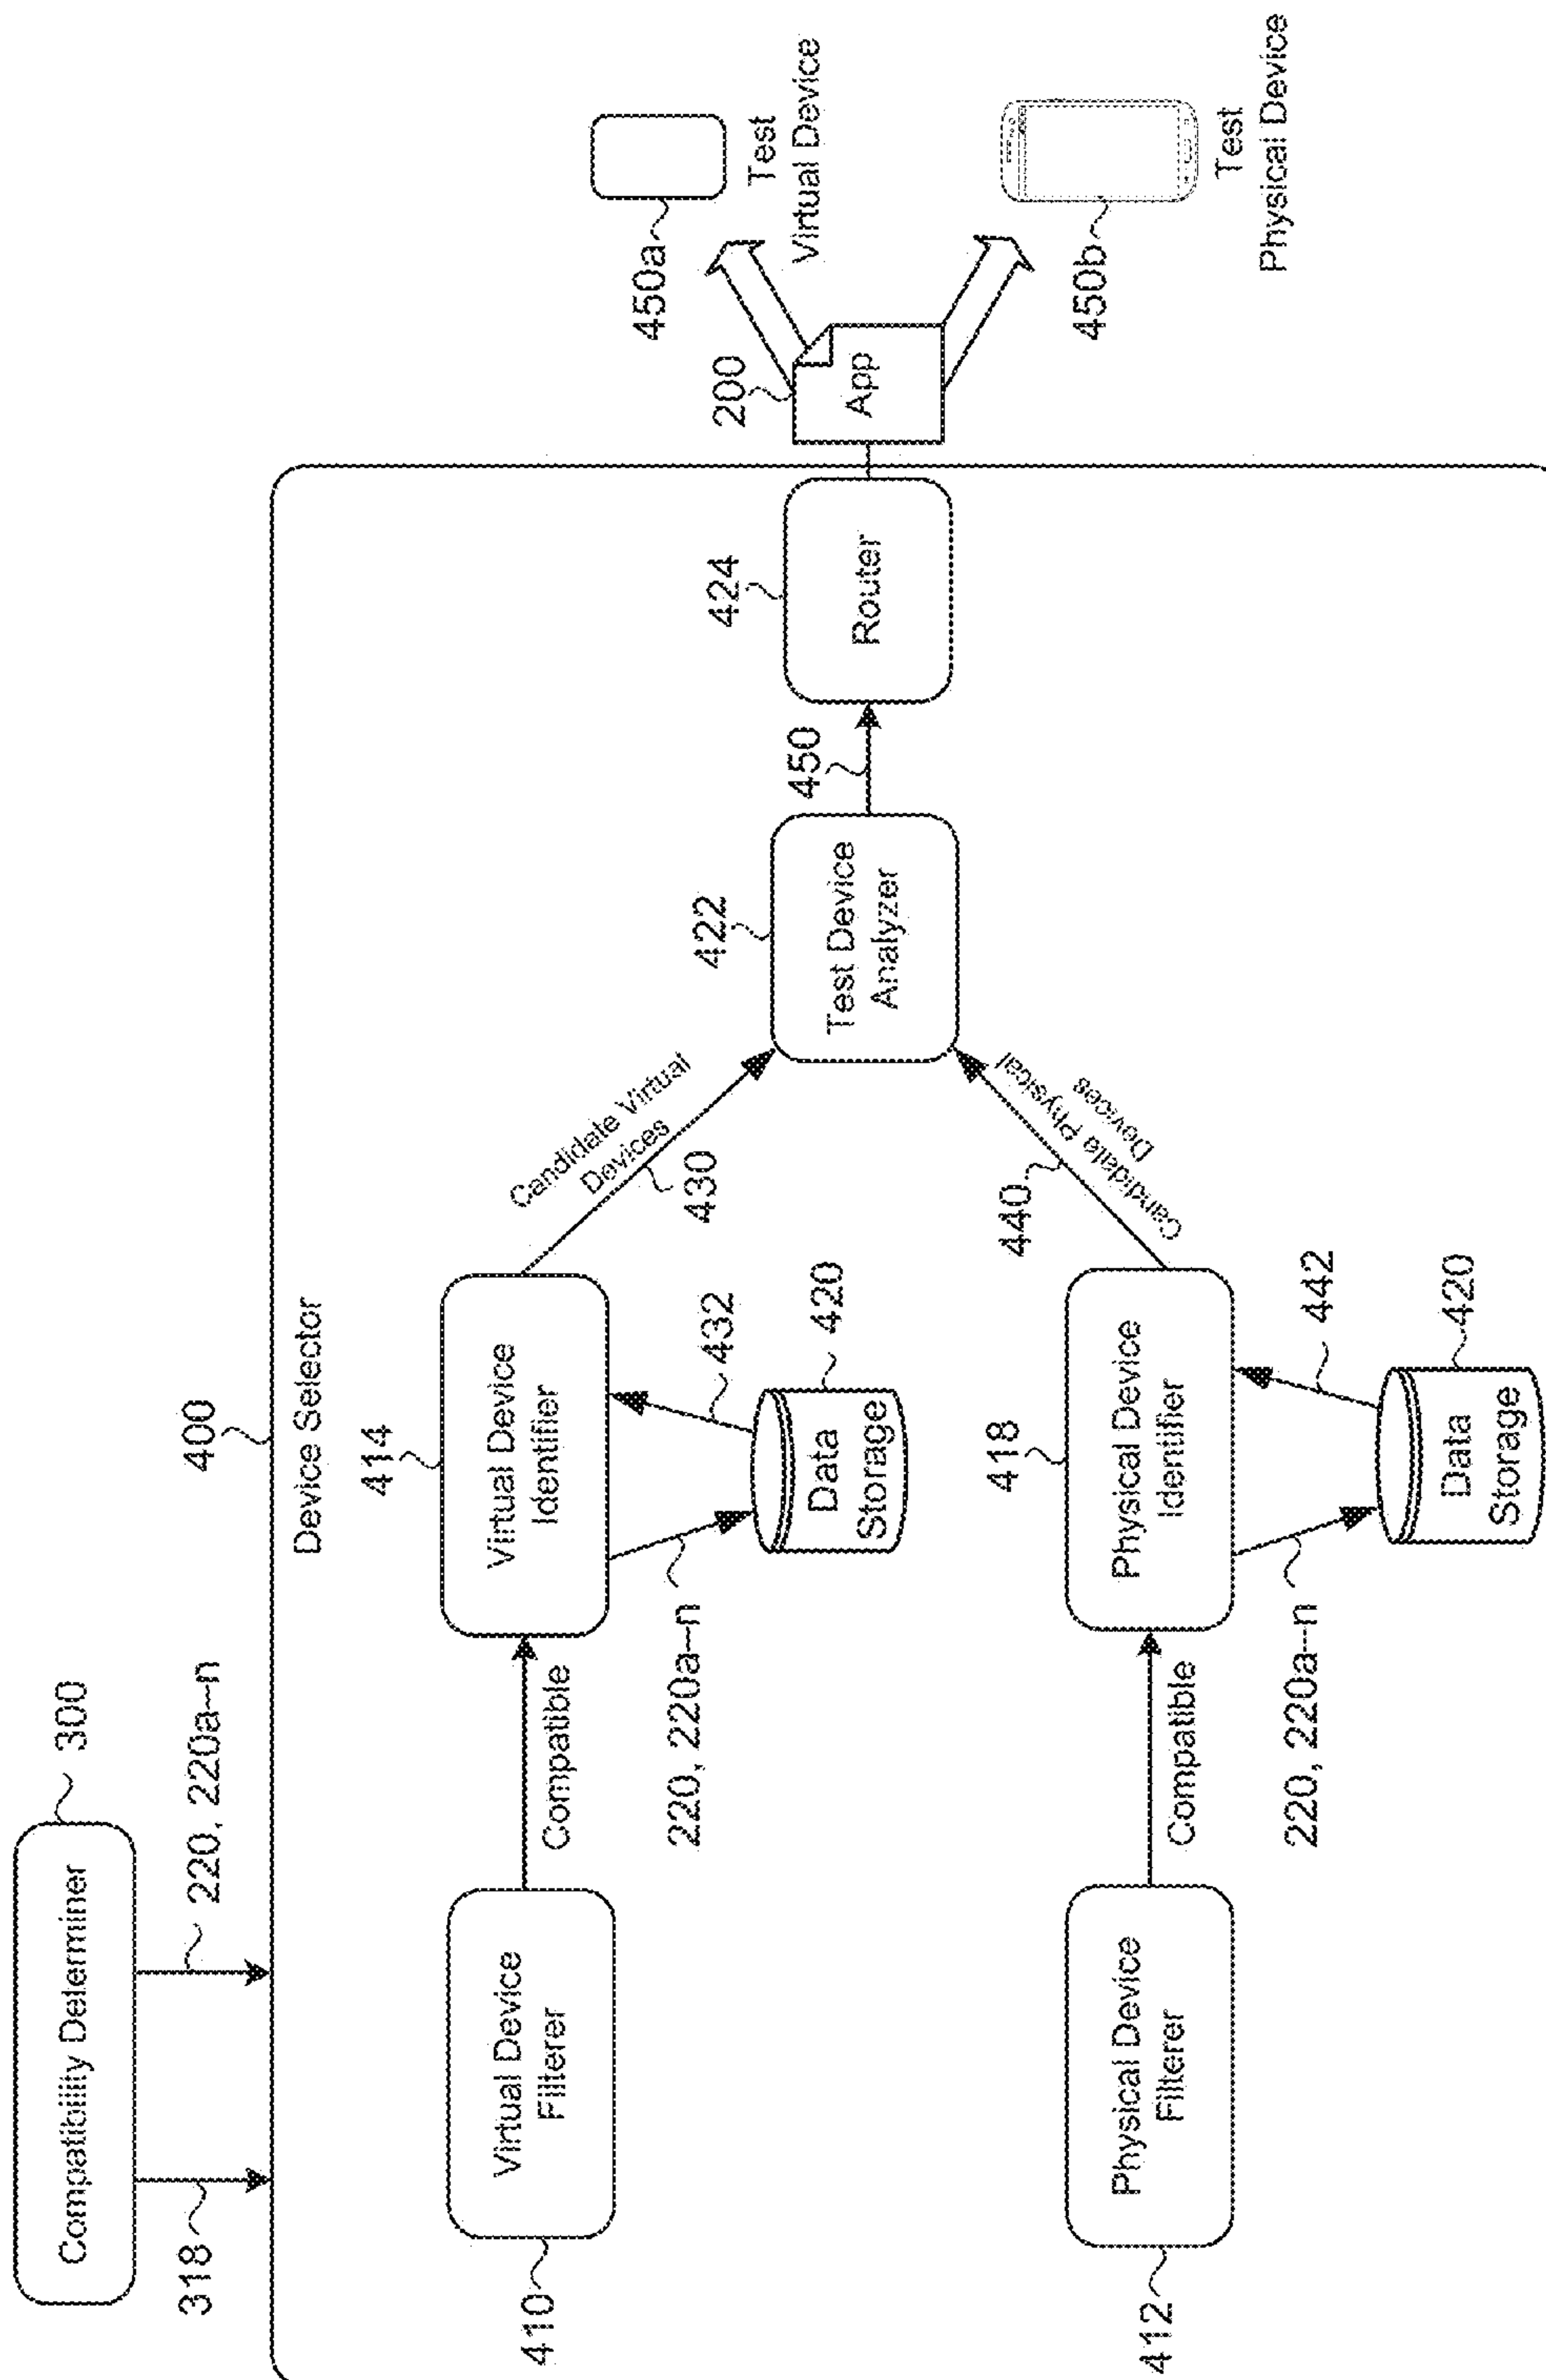 Compatibility Determiner
300
318
220, 220a–n
400
Device Selector
410
Virtual Device
Filterer
Compatible
414
Virtual Device
Identifier
220, 220a–n
432
420
Data
Storage
Candidate Virtual
Devices
430
412
Physical Device
Filterer
Compatible
418
Physical Device
Identifier
220, 220a–n
442
420
Data
Storage
440
Candidate Physical
Devices
422
Test Device
Analyzer
450
424
Router
200
App
450a
Test
Virtual Device
450b
Test
Physical Device